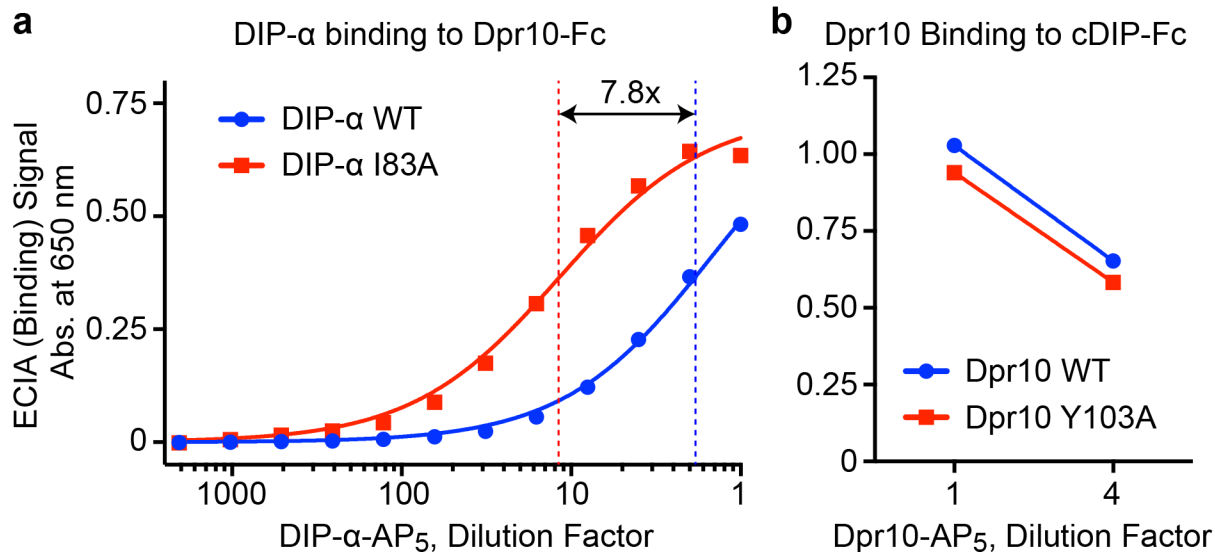 a
DIP-α binding to Dpr10-Fc
ECIA (Binding) Signal
Abs. at 650 nm
0.75
0.50
0.25
0
DIP-α WT
DIP-α I83A
7.8x
1000
100
10
1
DIP-α-AP₅, Dilution Factor
b
Dpr10 Binding to cDIP-Fc
1.25
1.00
0.75
0.50
0.25
0
Dpr10 WT
Dpr10 Y103A
1
4
Dpr10-AP₅, Dilution Factor